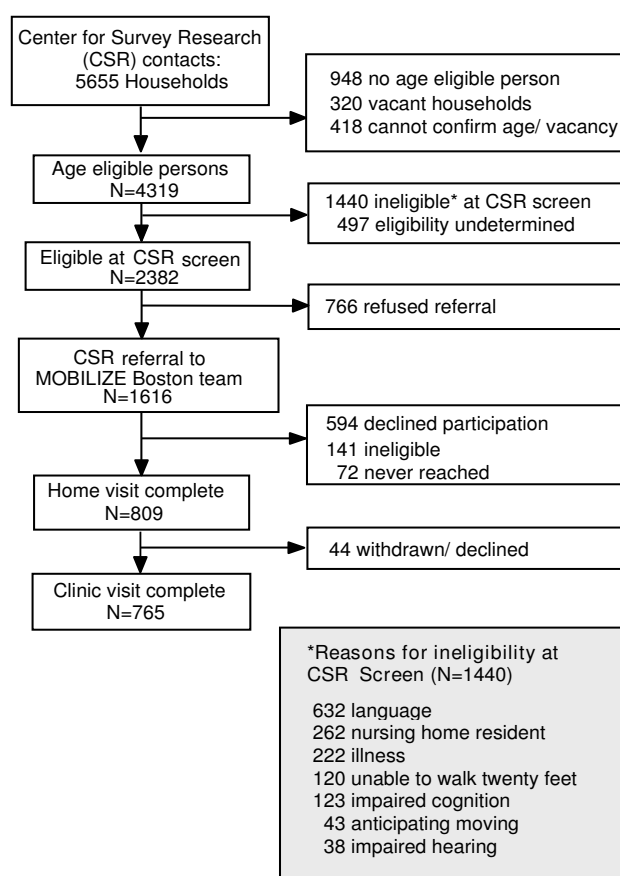 Center for Survey Research
(CSR) contacts:
5655 Households
948 no age eligible person
320 vacant households
418 cannot confirm age/ vacancy
Age eligible persons
N=4319
1440 ineligible* at CSR screen
497 eligibility undetermined
Eligible at CSR screen
N=2382
766 refused referral
CSR referral to
MOBILIZE Boston team
N=1616
594 declined participation
141 ineligible
72 never reached
Home visit complete
N=809
44 withdrawn/ declined
Clinic visit complete
N=765
*Reasons for ineligibility at
CSR Screen (N=1440)
632 language
262 nursing home resident
222 illness
120 unable to walk twenty feet
123 impaired cognition
43 anticipating moving
38 impaired hearing